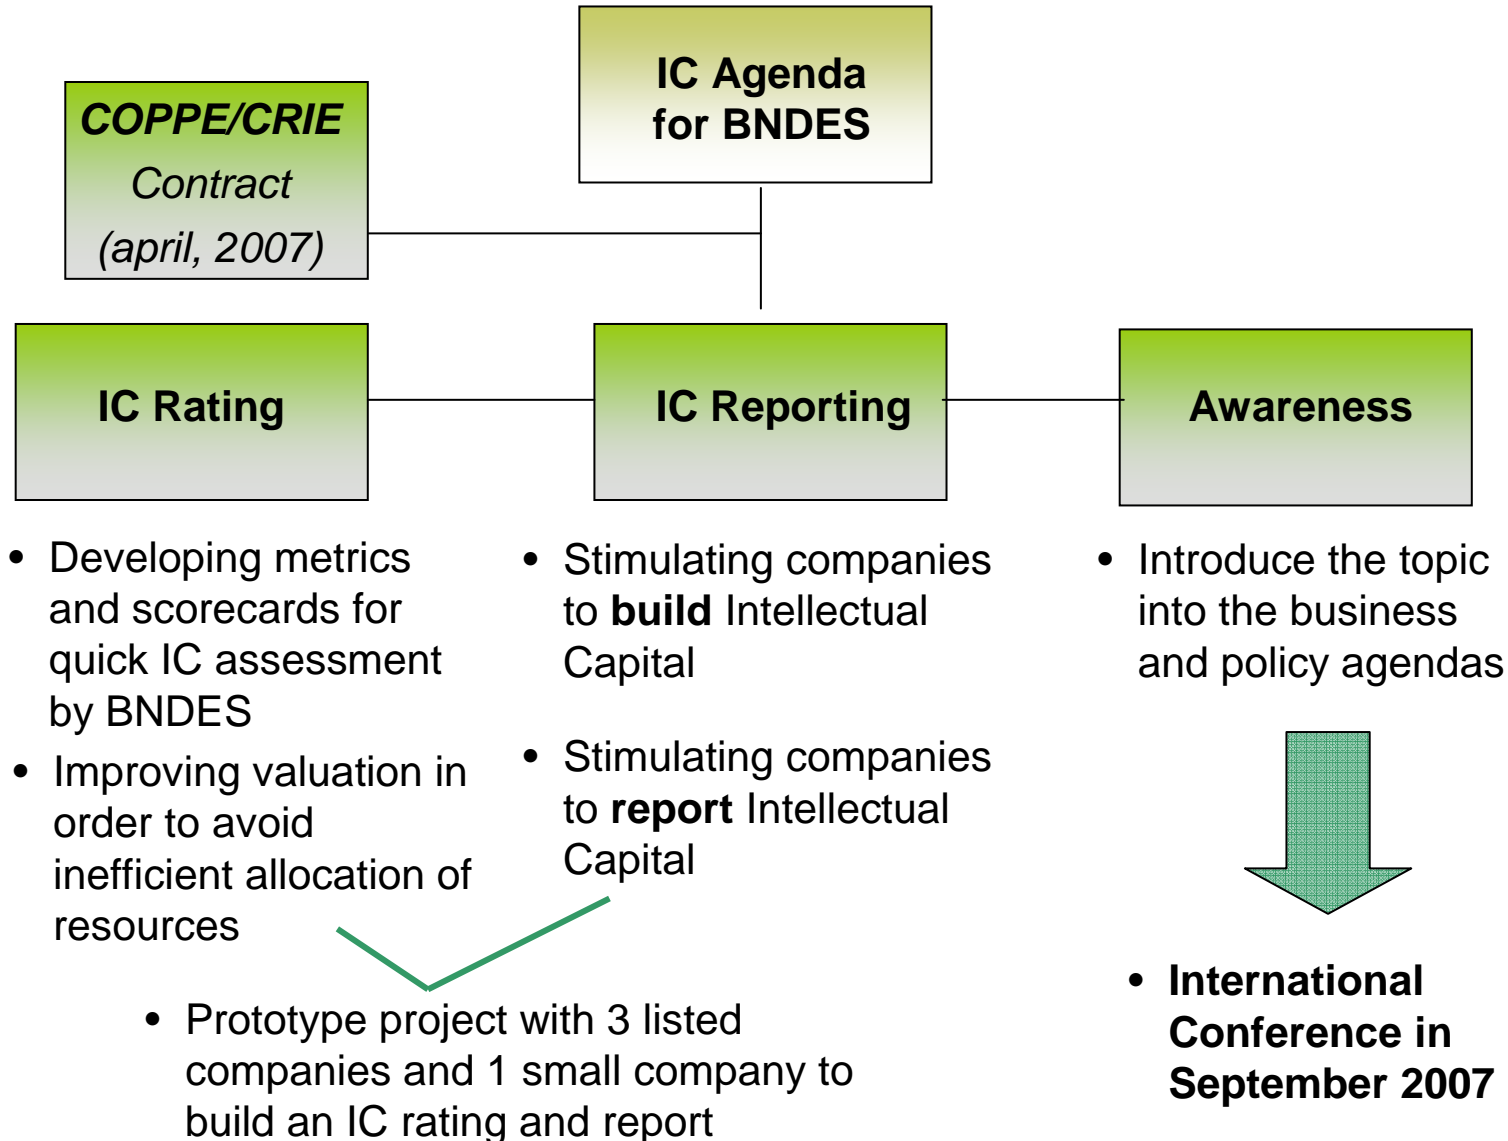 IC Agenda
for BNDES
COPPE/CRIE
Contract
(april, 2007)
IC Rating
IC Reporting
Awareness
• Developing metrics
and scorecards for
quick IC assessment
by BNDES
• Improving valuation in
order to avoid
inefficient allocation of
resources
• Stimulating companies
to build Intellectual
Capital
• Stimulating companies
to report Intellectual
Capital
• Prototype project with 3 listed
companies and 1 small company to
build an IC rating and report
• Introduce the topic
into the business
and policy agendas
• International
Conference in
September 2007